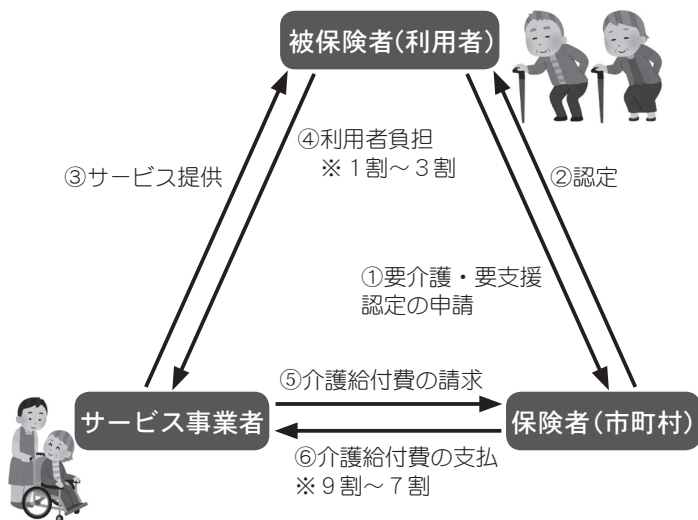 被保険者(利用者)
④利用者負担
※１割～３割
③サービス提供
②認定
①要介護・要支援
認定の申請
⑤介護給付費の請求
サービス事業者
保険者(市町村)
⑥介護給付費の支払
※９割～７割